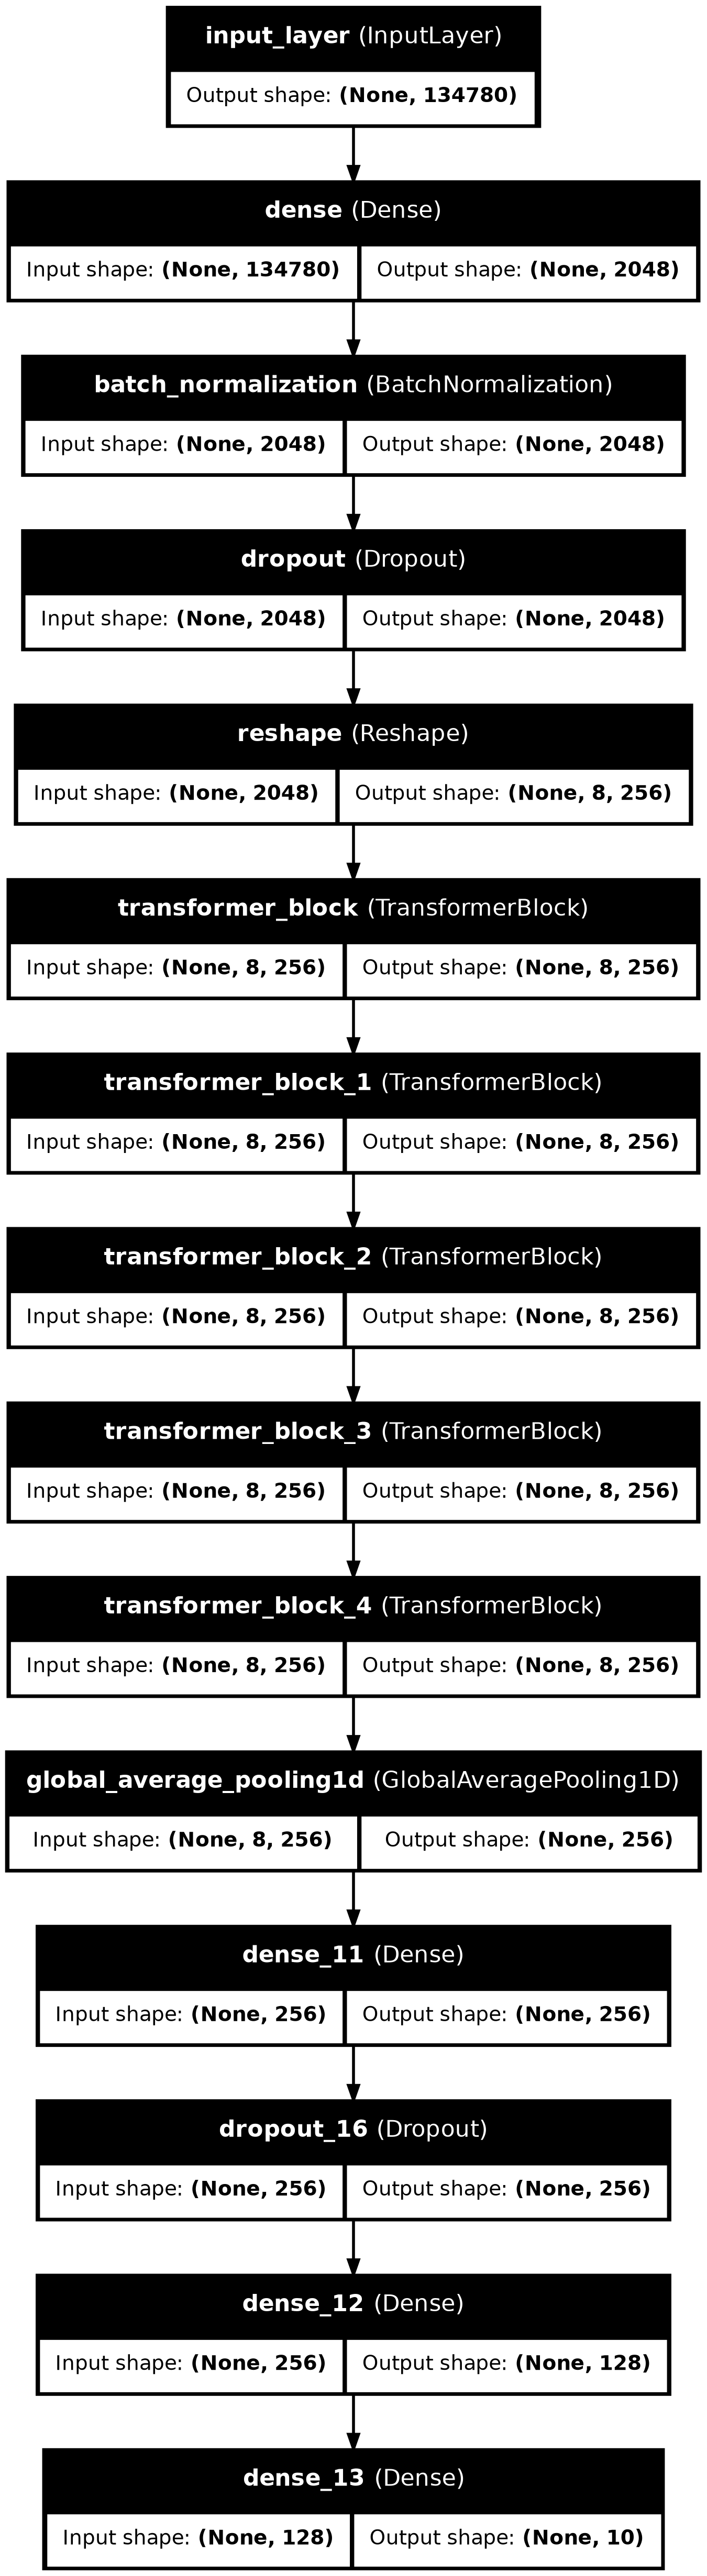 input_layer (InputLayer)
Output shape: (None, 134780)
dense (Dense)
Input shape: (None, 134780) Output shape: (None, 2048)
batch_normalization (BatchNormalization)
Input shape: (None, 2048) Output shape: (None, 2048)
dropout (Dropout)
Input shape: (None, 2048) Output shape: (None, 2048)
reshape (Reshape)
Input shape: (None, 2048) Output shape: (None, 8, 256)
transformer_block (TransformerBlock)
Input shape: (None, 8, 256) Output shape: (None, 8, 256)
transformer_block_1 (TransformerBlock)
Input shape: (None, 8, 256) Output shape: (None, 8, 256)
transformer_block_2 (TransformerBlock)
Input shape: (None, 8, 256) Output shape: (None, 8, 256)
transformer_block_3 (TransformerBlock)
Input shape: (None, 8, 256) Output shape: (None, 8, 256)
transformer_block_4 (TransformerBlock)
Input shape: (None, 8, 256) Output shape: (None, 8, 256)
global_average_pooling1d (GlobalAveragePooling1D)
Input shape: (None, 8, 256) Output shape: (None, 256)
dense_11 (Dense)
Input shape: (None, 256) Output shape: (None, 256)
dropout_16 (Dropout)
Input shape: (None, 256) Output shape: (None, 256)
dense_12 (Dense)
Input shape: (None, 256) Output shape: (None, 128)
dense_13 (Dense)
Input shape: (None, 128) Output shape: (None, 10)